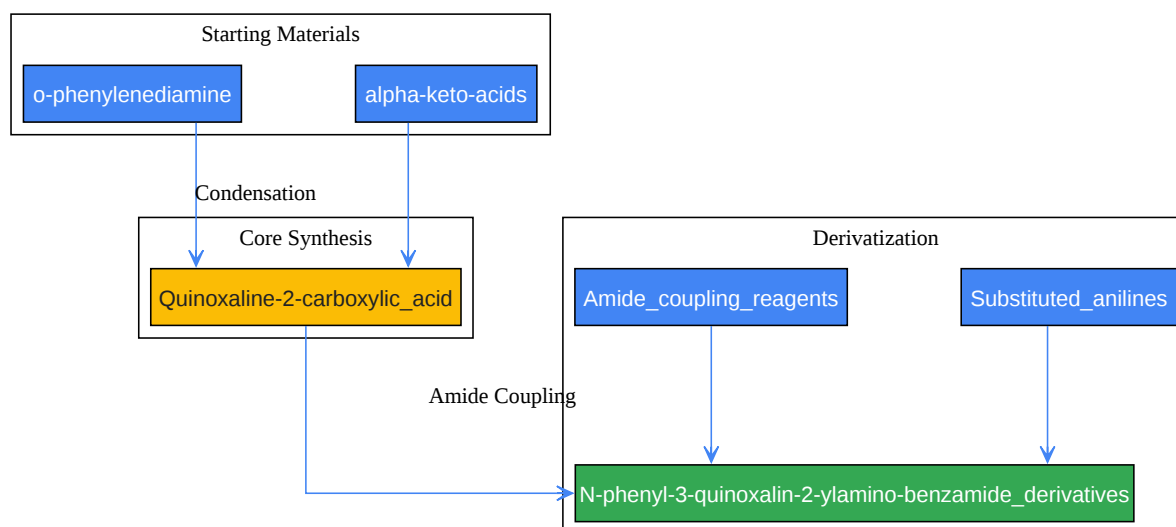 Starting Materials
o-phenylenediamine
alpha-keto-acids
Condensation
Core Synthesis
Quinoxaline-2-carboxylic_acid
Derivatization
Amide_coupling_reagents
Substituted_anilines
Amide Coupling
N-phenyl-3-quinoxalin-2-ylamino-benzamide_derivatives